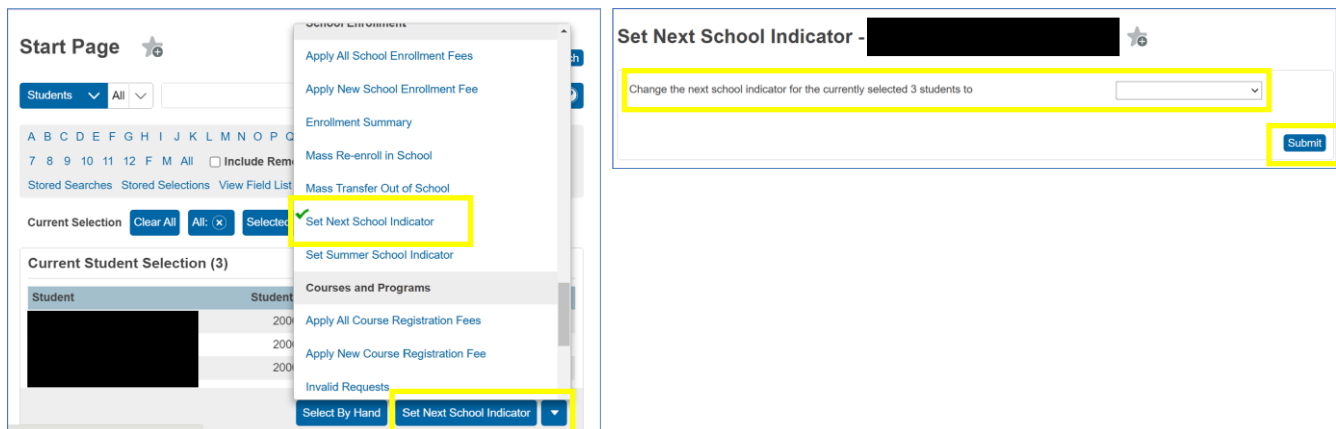 Start Page
Students All
A B C D E F G H I J K L M N O P
7 8 9 10 11 12 F M All Include
Stored Searches Stored Selections View Field List
Current Selection Clear All All: Selected
Current Student Selection (3)
Student Student
200
200
200
School Enrollment
Apply All School Enrollment Fees
Apply New School Enrollment Fee
Enrollment Summary
Mass Re-enroll in School
Mass Transfer Out of School
Set Next School Indicator
Set Summer School Indicator
Courses and Programs
Apply All Course Registration Fees
Apply New Course Registration Fee
Invalid Requests
Select By Hand Set Next School Indicator
Set Next School Indicator -
Change the next school indicator for the currently selected 3 students to
Submit